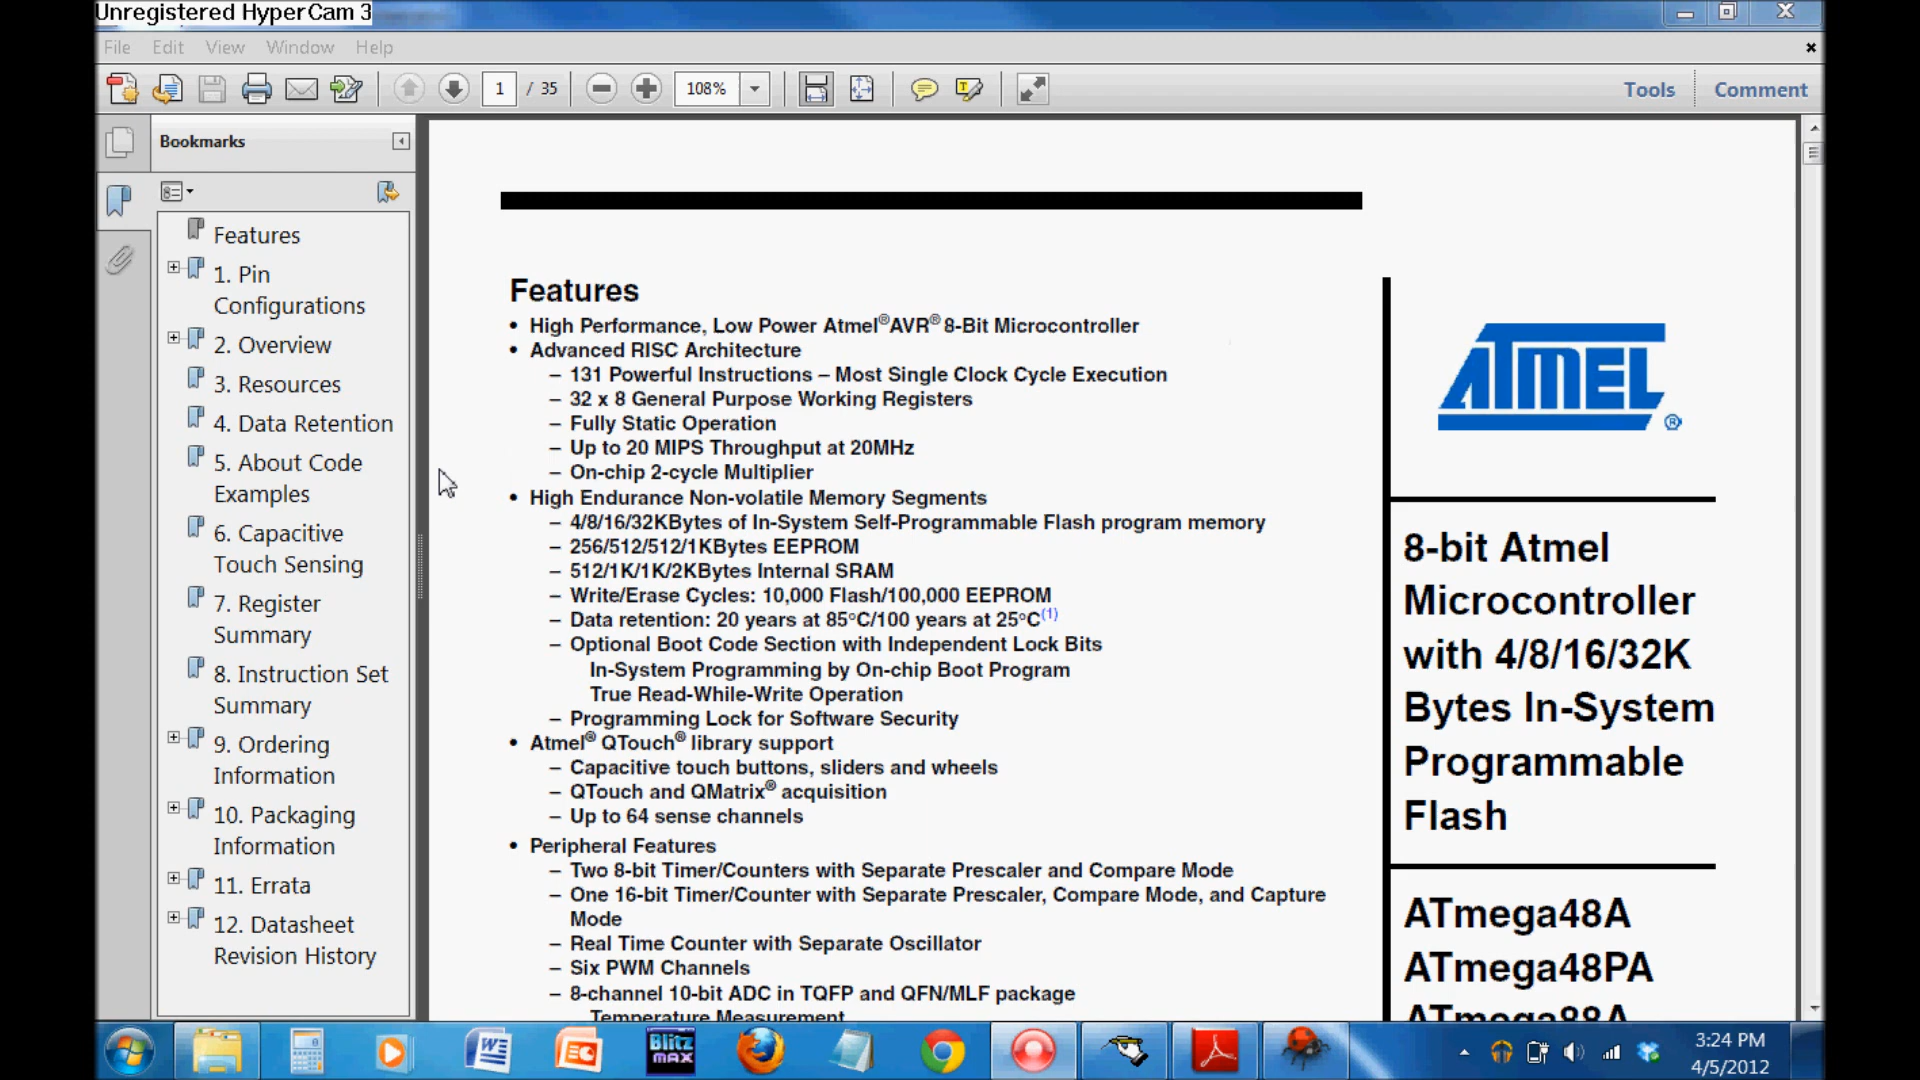 Unregistered HyperCam 3
File Edit View Window Help
1 / 35 108% Tools Comment
Bookmarks
Features
1. Pin
Configurations
2. Overview
3. Resources
4. Data Retention
5. About Code
Examples
6. Capacitive
Touch Sensing
7. Register
Summary
8. Instruction Set
Summary
9. Ordering
Information
10. Packaging
Information
11. Errata
12. Datasheet
Revision History
Features
• High Performance, Low Power Atmel®AVR® 8-Bit Microcontroller
• Advanced RISC Architecture
– 131 Powerful Instructions – Most Single Clock Cycle Execution
– 32 x 8 General Purpose Working Registers
– Fully Static Operation
– Up to 20 MIPS Throughput at 20MHz
– On-chip 2-cycle Multiplier
• High Endurance Non-volatile Memory Segments
– 4/8/16/32KBytes of In-System Self-Programmable Flash program memory
– 256/512/512/1KBytes EEPROM
– 512/1K/1K/2KBytes Internal SRAM
– Write/Erase Cycles: 10,000 Flash/100,000 EEPROM
– Data retention: 20 years at 85°C/100 years at 25°C(1)
– Optional Boot Code Section with Independent Lock Bits
In-System Programming by On-chip Boot Program
True Read-While-Write Operation
– Programming Lock for Software Security
• Atmel® QTouch® library support
– Capacitive touch buttons, sliders and wheels
– QTouch and QMatrix® acquisition
– Up to 64 sense channels
• Peripheral Features
– Two 8-bit Timer/Counters with Separate Prescaler and Compare Mode
– One 16-bit Timer/Counter with Separate Prescaler, Compare Mode, and Capture
Mode
– Real Time Counter with Separate Oscillator
– Six PWM Channels
– 8-channel 10-bit ADC in TQFP and QFN/MLF package
Temperature Measurement
ATMEL®
8-bit Atmel
Microcontroller
with 4/8/16/32K
Bytes In-System
Programmable
Flash
ATmega48A
ATmega48PA
ATmega88A
Blitz
MAX
3:24 PM
4/5/2012